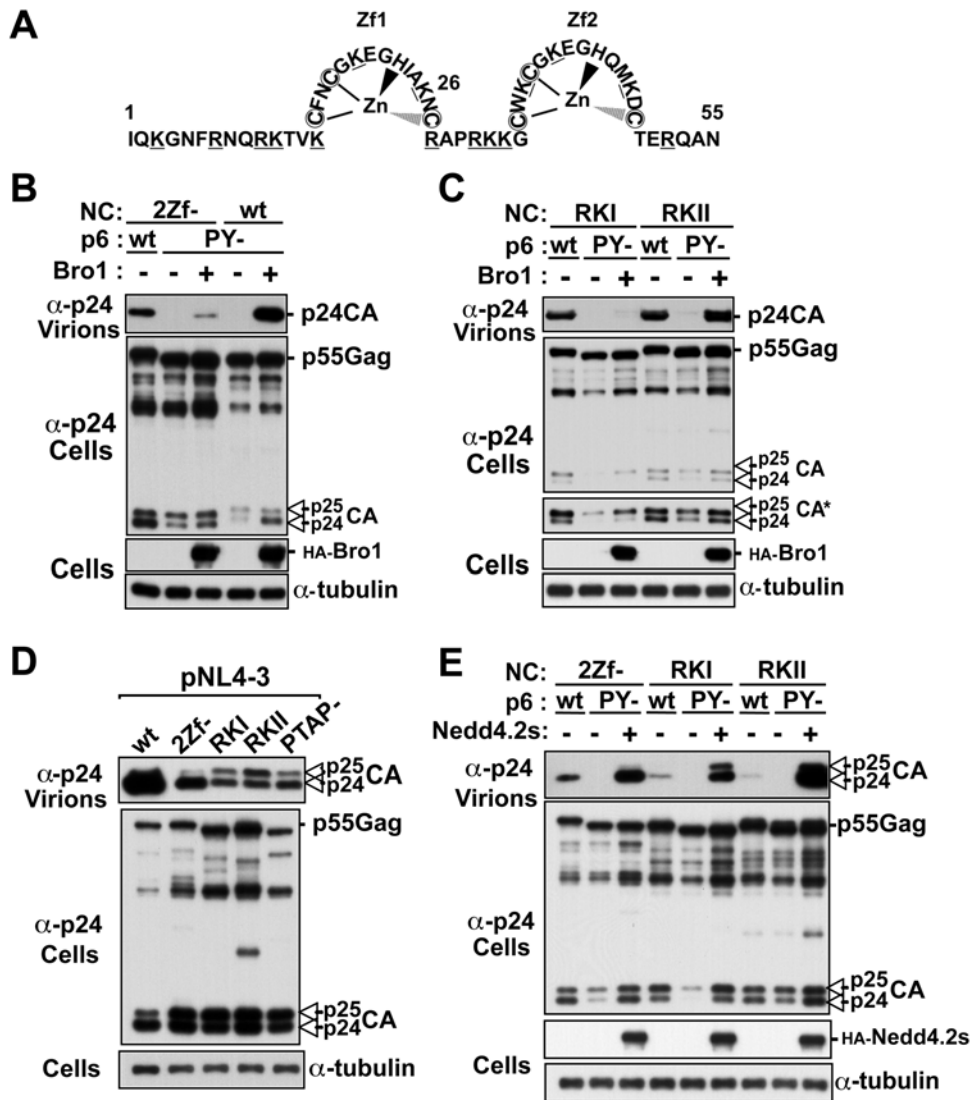 A
Zf1
Zf2
CFNCGKEGHIAKNC
26
CWKCGKEGHQMKDC
Zn
Zn
1
55
IQKGNFRNQRKTVK
RAPRKKG
TERQAN
B
NC: 2Zf- wt
p6 : wt PY-
Bro1 : - - + - +
α-p24 Virions
p24CA
p55Gag
α-p24 Cells
p25
p24 CA
Cells
HA-Bro1
α-tubulin
C
NC: RKI RKII
p6 : wt PY- wt PY-
Bro1 : - - + - - +
α-p24 Virions
p24CA
p55Gag
α-p24 Cells
p25
p24 CA
p25
p24 CA*
Cells
HA-Bro1
α-tubulin
D
pNL4-3
wt 2Zf- RKI RKII PTAP-
α-p24 Virions
p25
p24 CA
p55Gag
α-p24 Cells
p25
p24 CA
Cells
α-tubulin
E
NC: 2Zf- RKI RKII
p6 : wt PY- wt PY- wt PY-
Nedd4.2s: - - + - - + - - +
α-p24 Virions
p25
p24 CA
p55Gag
α-p24 Cells
p25
p24 CA
Cells
HA-Nedd4.2s
α-tubulin